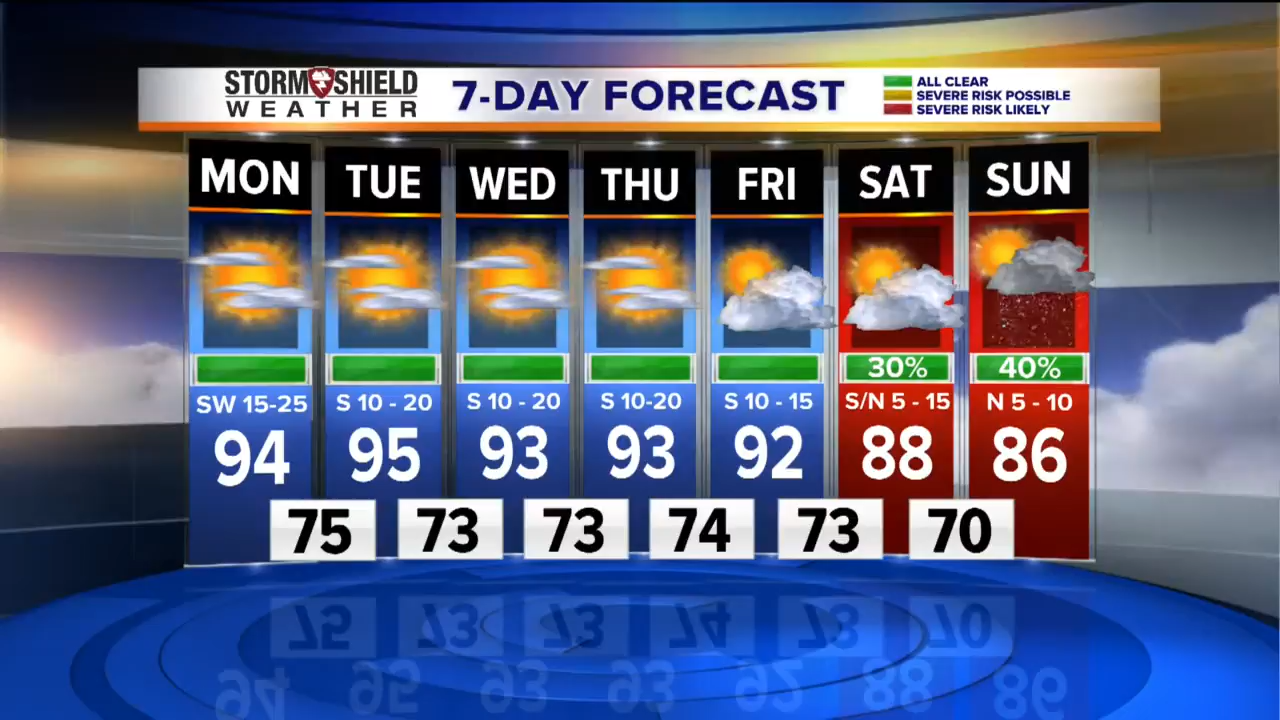 STORM SHIELD
WEATHER
7-DAY FORECAST
ALL CLEAR
SEVERE RISK POSSIBLE
SEVERE RISK LIKELY
MON TUE WED THU FRI SAT SUN
30% 40%
SW 15-25 S 10 - 20 S 10 - 20 S 10-20 S 10 - 15 S/N 5 - 15 N 5 - 10
94 95 93 93 92 88 86
75 73 73 74 73 70